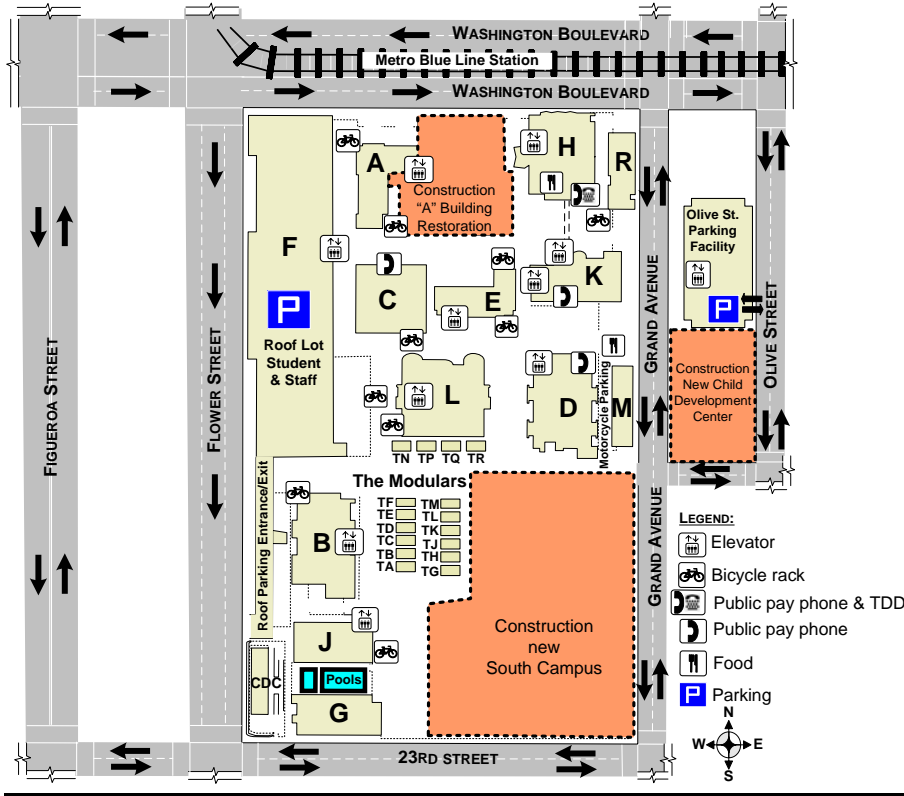 WASHINGTON BOULEVARD
Metro Blue Line Station
WASHINGTON BOULEVARD
FIGUEROA STREET
FLOWER STREET
GRAND AVENUE
GRAND AVENUE
OLIVE STREET
23RD STREET
A
Construction
“A” Building
Restoration
H
R
F
P
Roof Lot
Student
& Staff
C
E
K
L
D
M
Motorcycle Parking
Olive St.
Parking
Facility
P
Construction
New Child
Development
Center
TN TP TQ TR
The Modulars
TF TM
TE TL
TD TK
TC TJ
TB TH
TA TG
Roof Parking Entrance/Exit
B
J
CDC
Pools
G
Construction
new
South Campus
LEGEND:
Elevator
Bicycle rack
Public pay phone & TDD
Public pay phone
Food
P Parking
N
W E
S